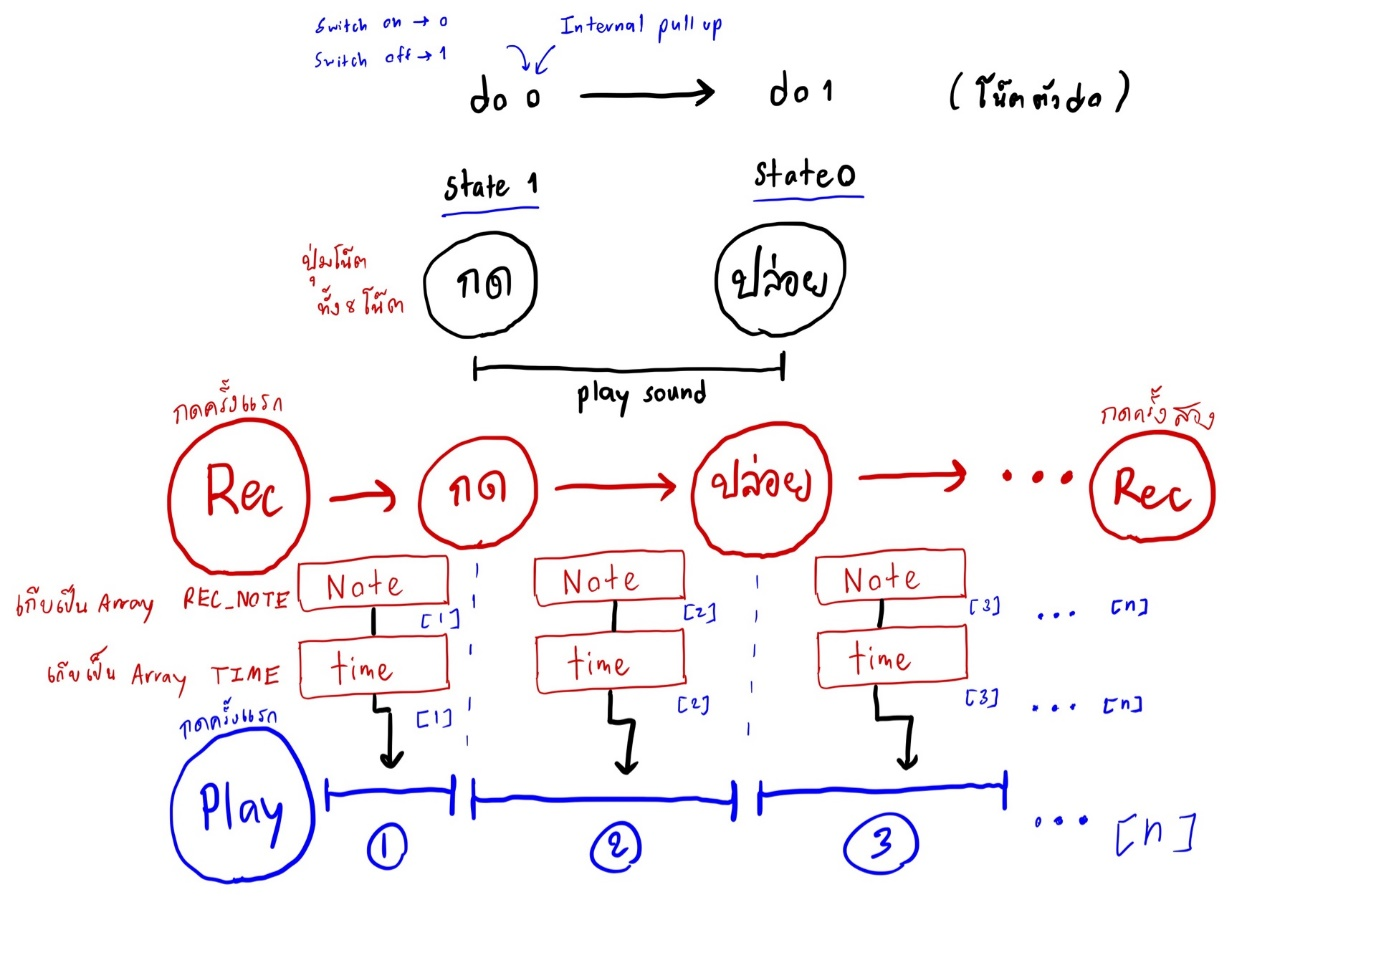 Switch on → 0
Switch off → 1
Internal pull up
do 0 → do 1 (โน๊ตตัวdo)
State 1
State 0
ปุ่มโน๊ต
ทั้ง 8 โน๊ต
กด
ปล่อย
play sound
กดครั้งแรก
กดครั้งสอง
Rec → กด → ปล่อย → ... Rec
Note Note Note
เก็บเป็น Array REC_NOTE [1] [2] [3] ... [n]
time time time
เก็บเป็น Array TIME [1] [2] [3] ... [n]
กดครั้งแรก
Play
1 2 3 ... [n]